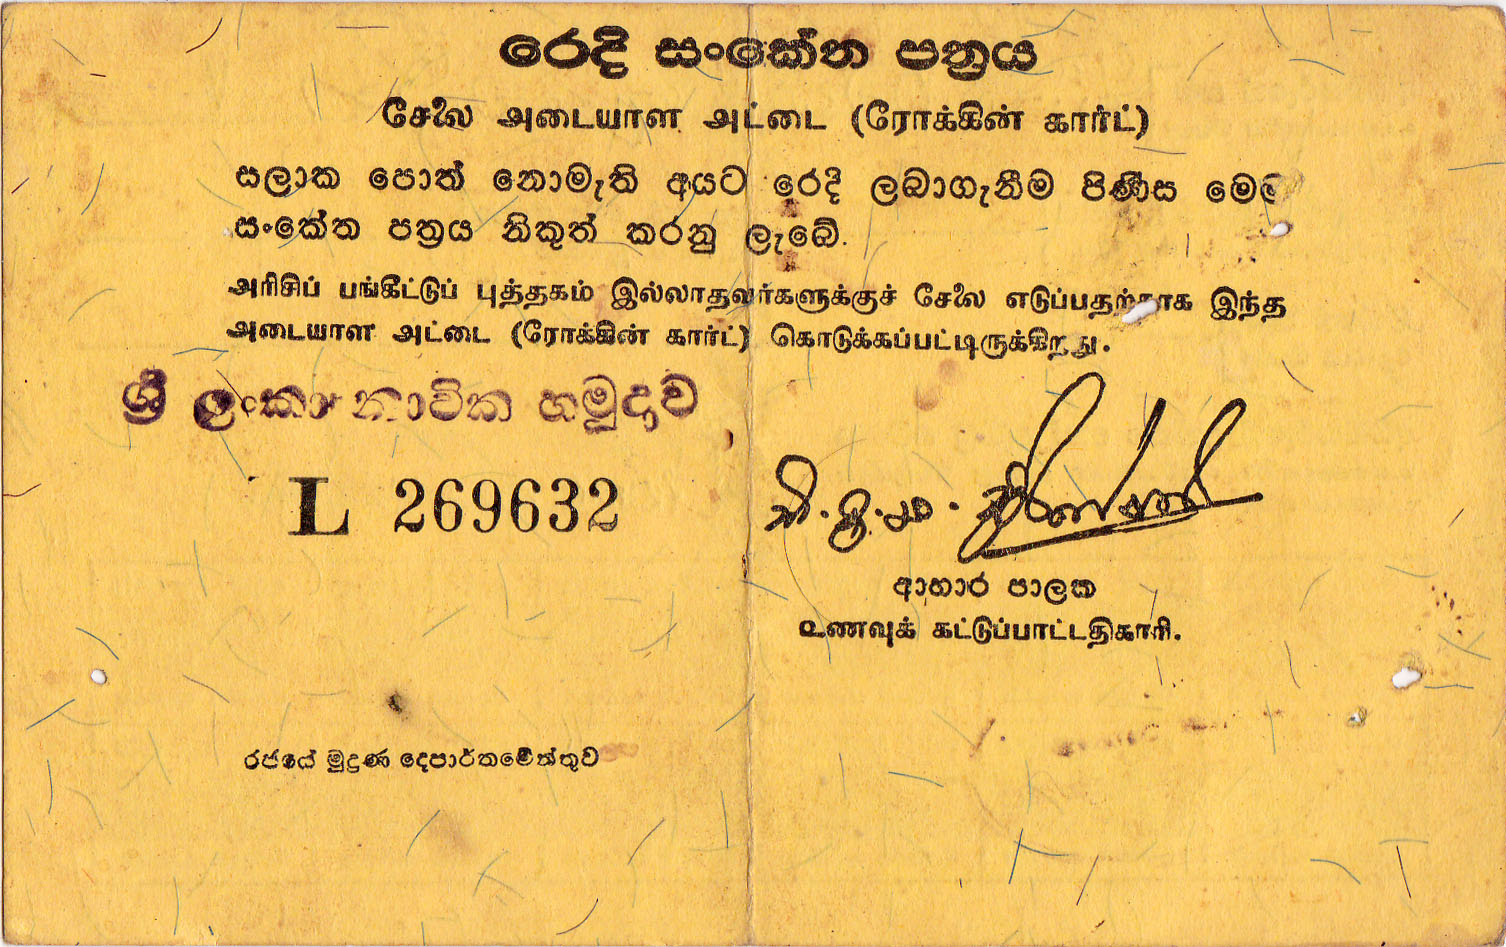 රෙදි සංකේත පත්‍රය
சேலை அடையாள அட்டை (ரோக்கின் கார்ட்)
සලාක පොත් නොමැති අයට රෙදි ලබාගැනීම පිණිස මෙම
සංකේත පත්‍රය නිකුත් කරනු ලැබේ.
அரிசிப் பங்கீட்டுப் புத்தகம் இல்லாதவர்களுக்குச் சேலை எடுப்பதற்காக இந்த
அடையாள அட்டை (ரோக்கின் கார்ட்) கொடுக்கப்பட்டிருக்கிறது.
ශ්‍රී ලංකා නාවික හමුදාව
L 269632
ආහාර පාලක
உணவுக் கட்டுப்பாட்டதிகாரி.
රජයේ මුද්‍රණ දෙපාර්තමේන්තුව